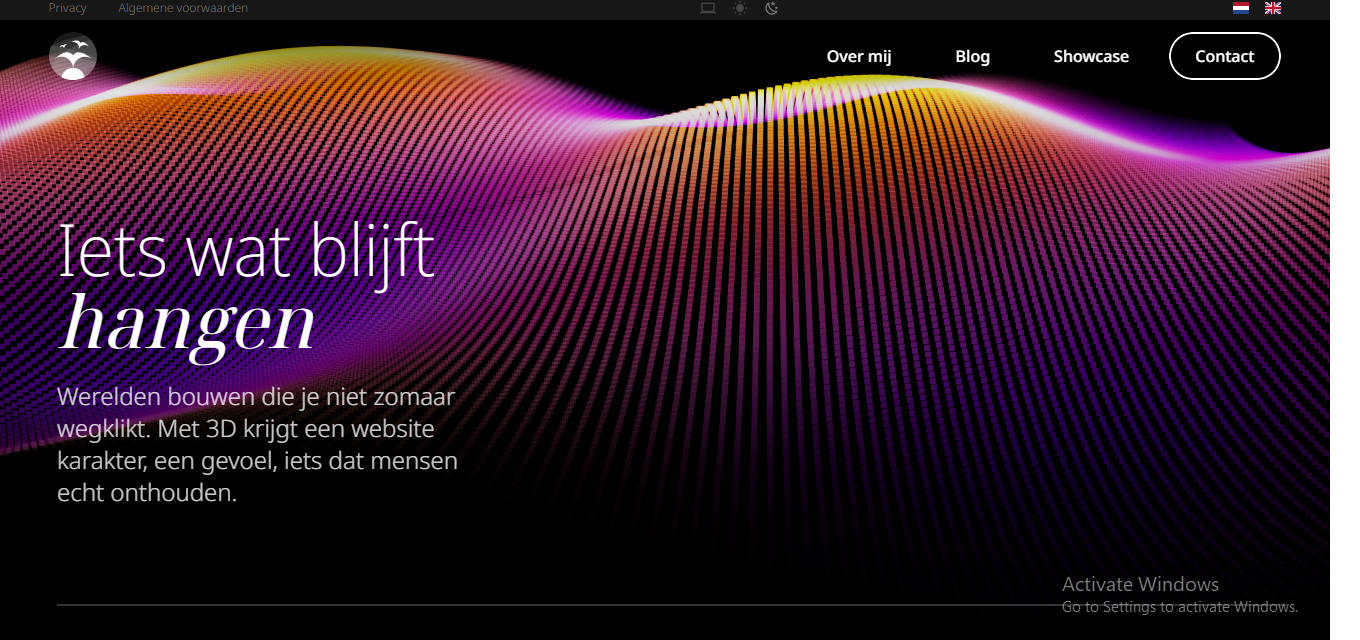 Privacy Algemene voorwaarden
Over mij Blog Showcase Contact
Iets wat blijft
hangen
Werelden bouwen die je niet zomaar
wegklikt. Met 3D krijgt een website
karakter, een gevoel, iets dat mensen
echt onthouden.
Activate Windows
Go to Settings to activate Windows.